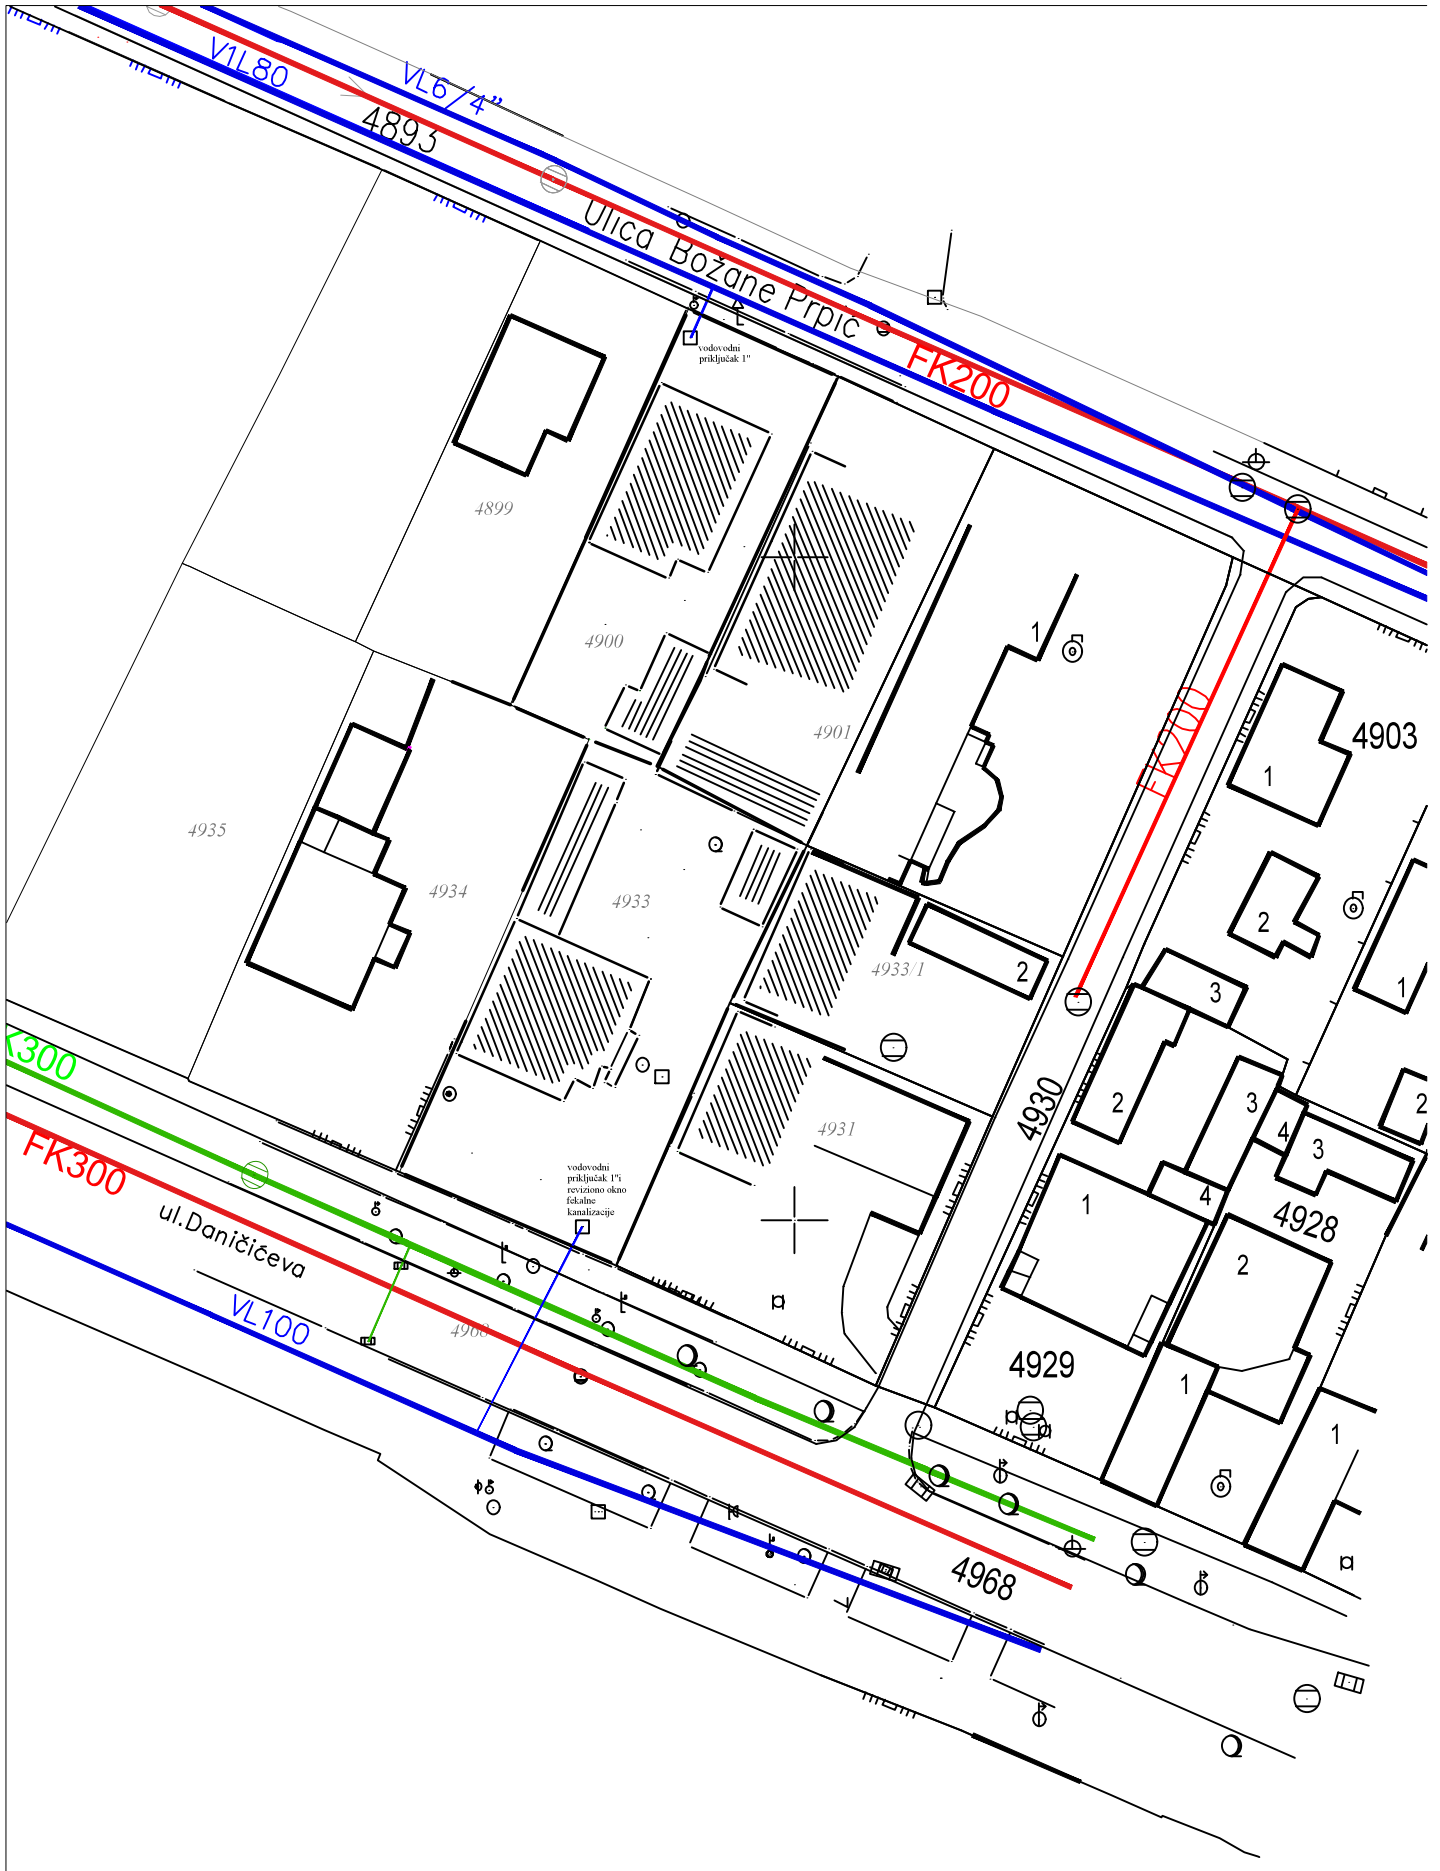 V1L80
VL6/4"
4893
Ulica Božane Prpić
vodovodni
priključak 1"
FK200
4899
4900
4901
1
FK200
4903
1
2
4935
4934
4933
4933/1
2
3
1
K300
4930
2
3
4
3
2
4931
FK300
vodovodni
priključak 1"i
reviziono okno
fekalne
kanalizacije
1
4
4928
ul.Daničićeva
2
VL100
4968
4929
1
1
4968